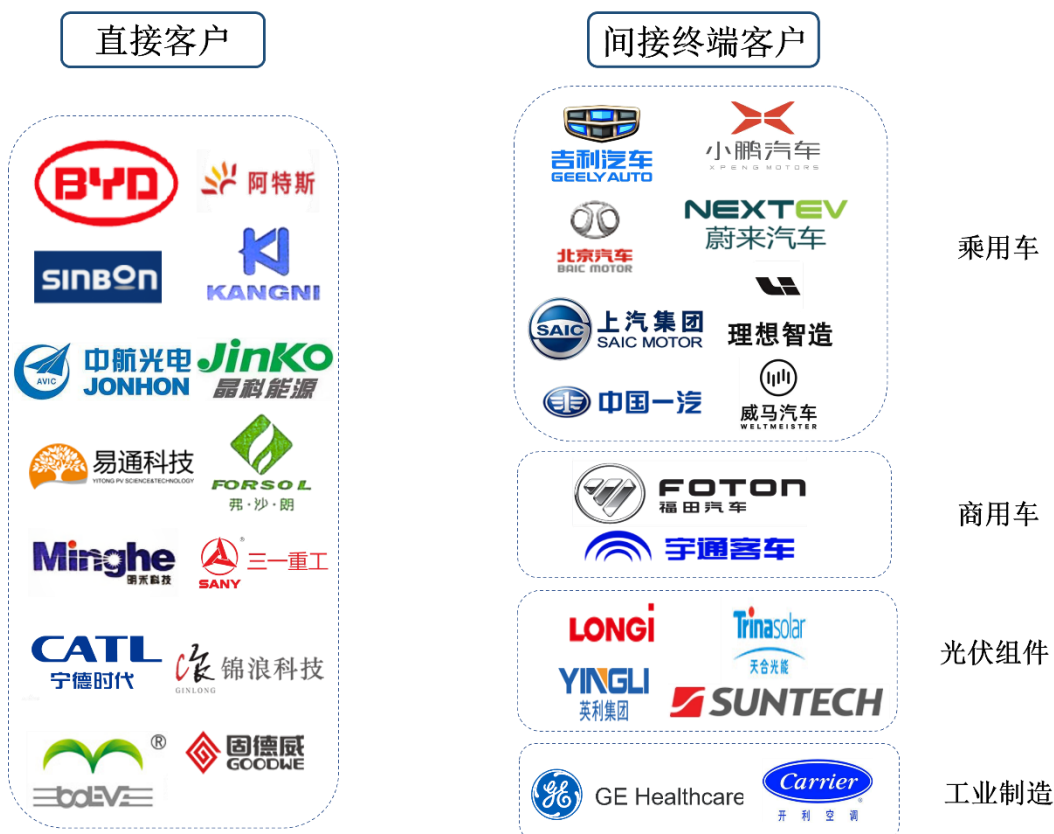 直接客户
BYD
阿特斯
SINBON
KANGNI
AVIC
中航光电
JONHON
JinKO
晶科能源
易通科技
YITONG PV SCIENCE&TECHNOLOGY
FORSOL
弗·沙·朗
Minghe
明禾科技
SANY
®
三一重工
CATL
宁德时代
GINLONG
锦浪科技
®
boEVE
固德威
GOODWE
间接终端客户
吉利汽车
GEELY AUTO
小鹏汽车
XPENG MOTORS
北京汽车
BAIC MOTOR
NEXTEV
蔚来汽车
SAIC
上汽集团
SAIC MOTOR
理想智造
中国一汽
威马汽车
WELTMEISTER
乘用车
FOTON
福田汽车
宇通客车
商用车
LONGi
Trinasolar
天合光能
YINGLI
英利集团
SUNTECH
光伏组件
GE
GE Healthcare
Carrier
开利空调
工业制造